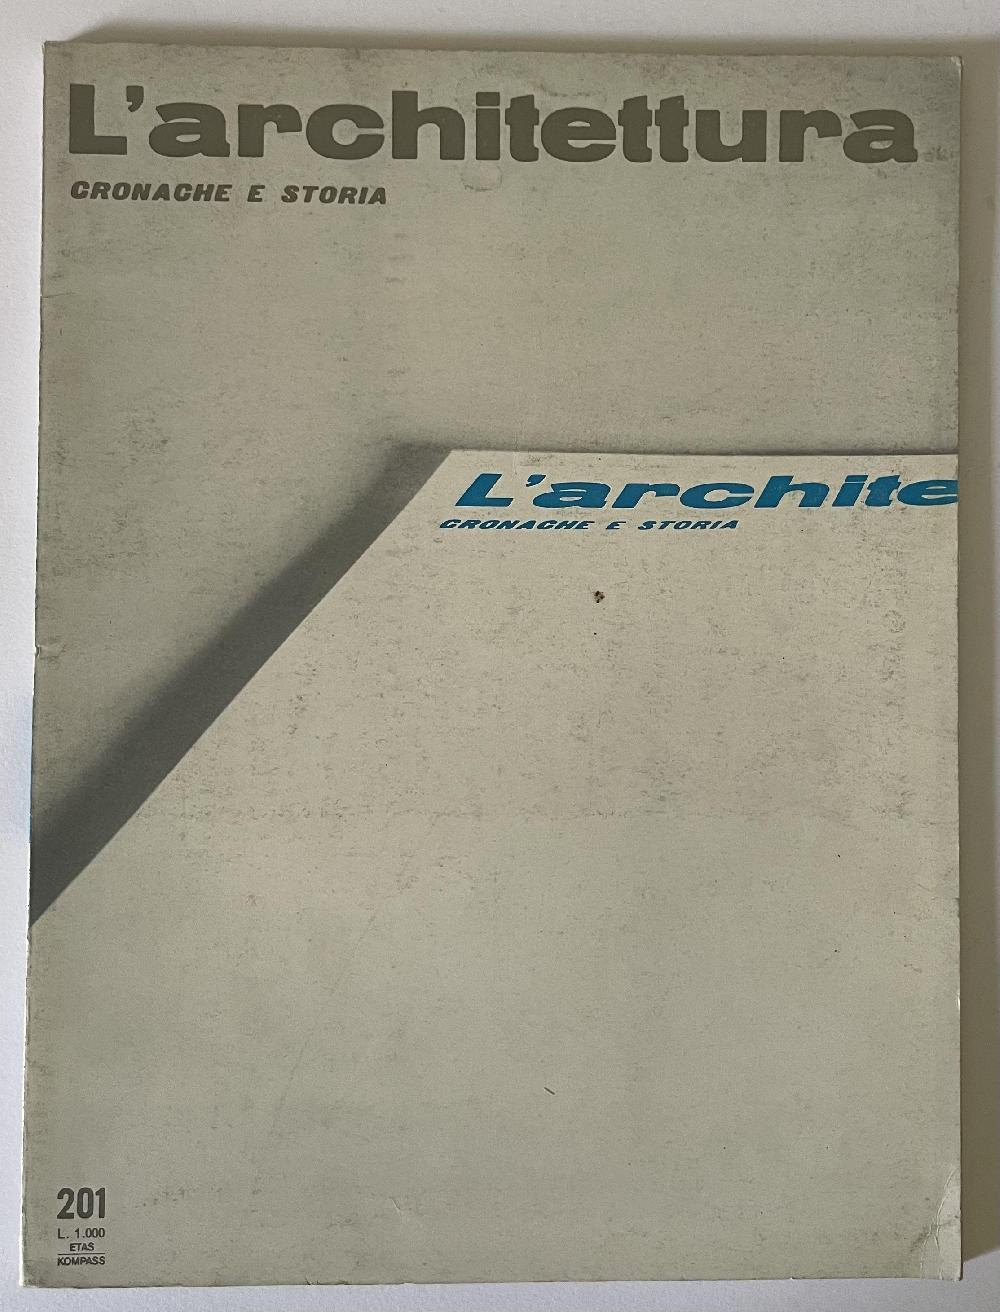 L'architettura
CRONACHE E STORIA
L'archite
CRONACHE E STORIA
201
L. 1.000
ETAS
KOMPASS